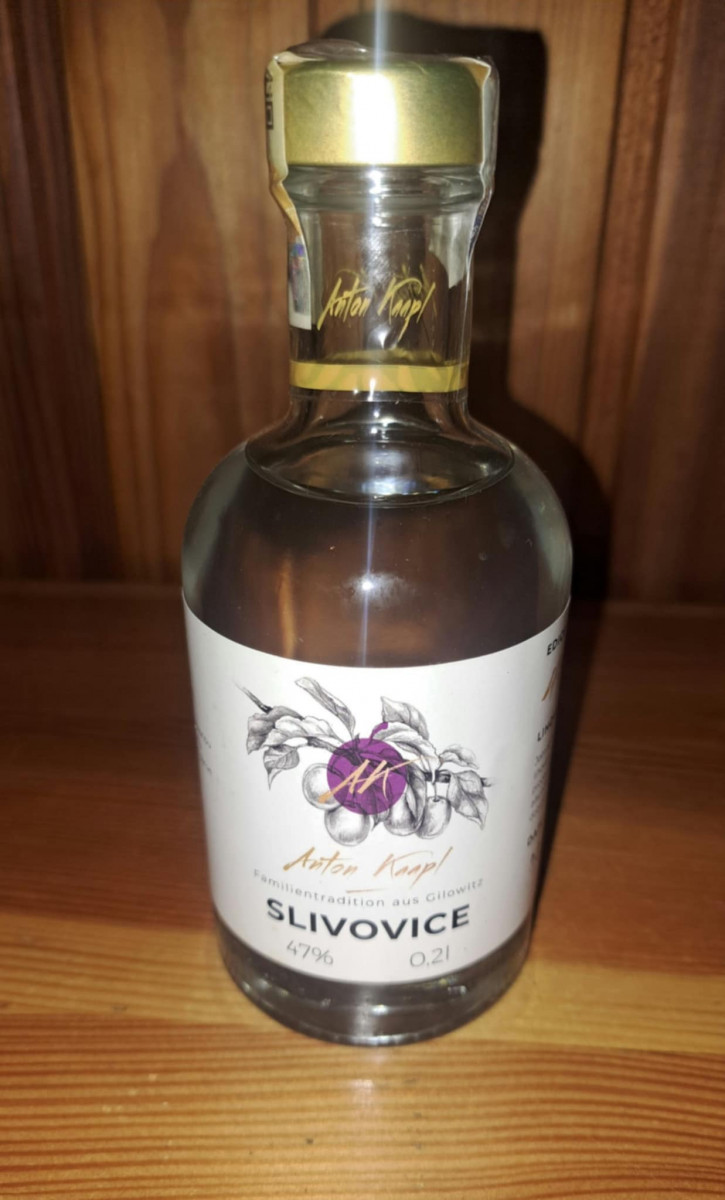 Anton Kaapl
AK
Anton Kaapl
Familientradition aus Gilowitz
SLIVOVICE
47% 0,2l